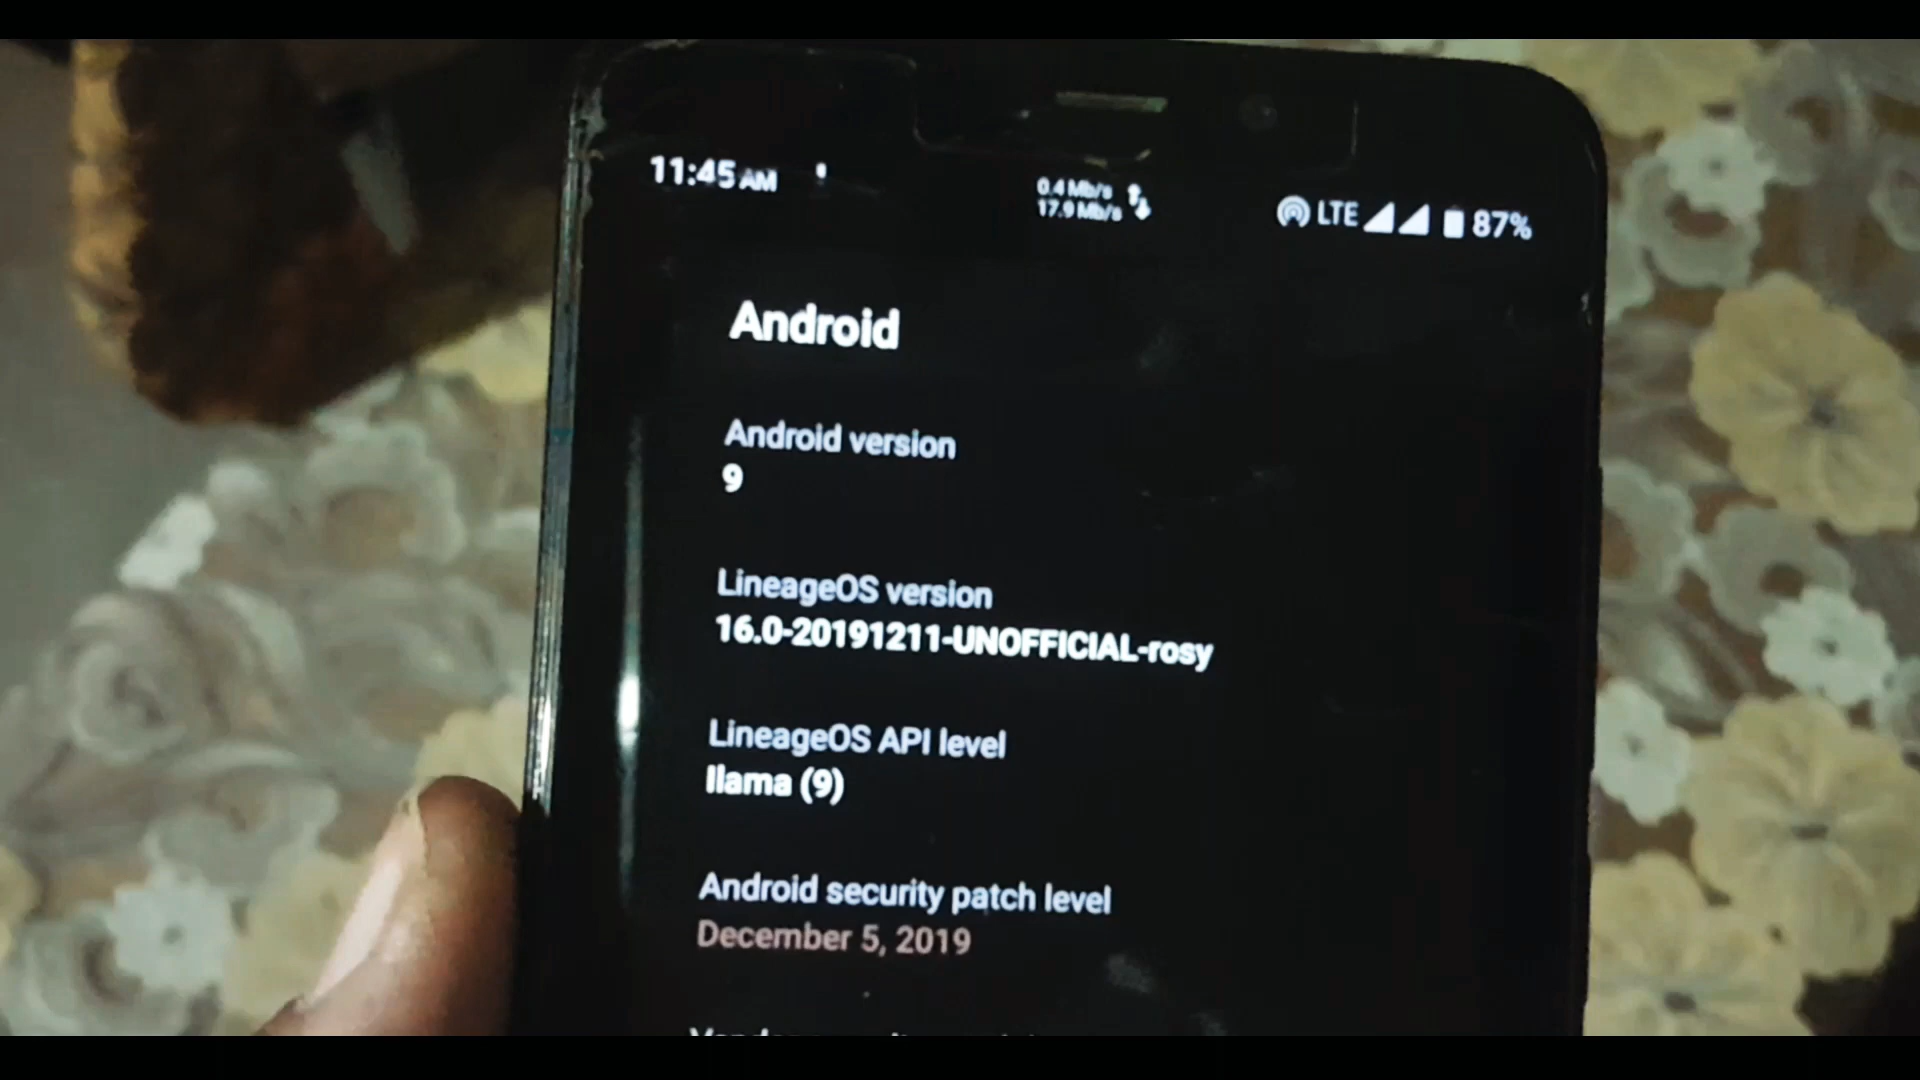 11:45 AM
0.4 Mb/s
17.9 Mb/s
LTE 87%
Android
Android version
9
LineageOS version
16.0-20191211-UNOFFICIAL-rosy
LineageOS API level
llama (9)
Android security patch level
December 5, 2019